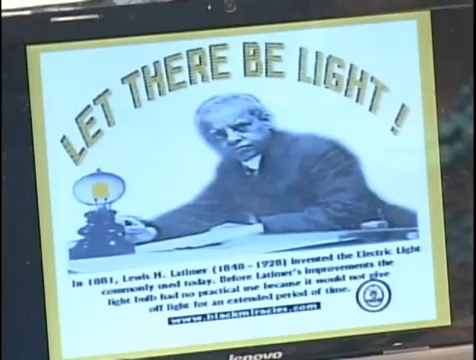 LET THERE BE LIGHT !
In 1881, Lewis H. Latimer (1848-1928) invented the Electric Light
commonly used today. Before Latimer's improvements the
light bulb had no practical use because it would not give
off light for an extended period of time.
www.blackmiracles.com
lenovo